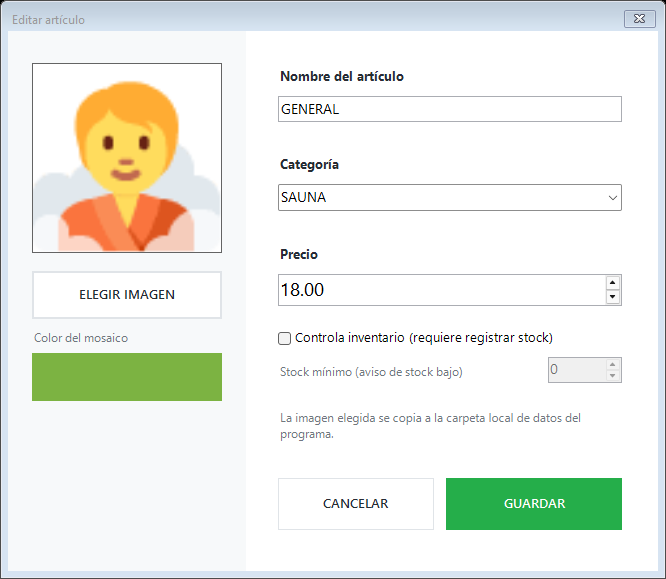 Editar artículo
Nombre del artículo
GENERAL
Categoría
SAUNA
Precio
18.00
ELEGIR IMAGEN
Color del mosaico
Controla inventario (requiere registrar stock)
Stock mínimo (aviso de stock bajo)
0
La imagen elegida se copia a la carpeta local de datos del
programa.
CANCELAR
GUARDAR